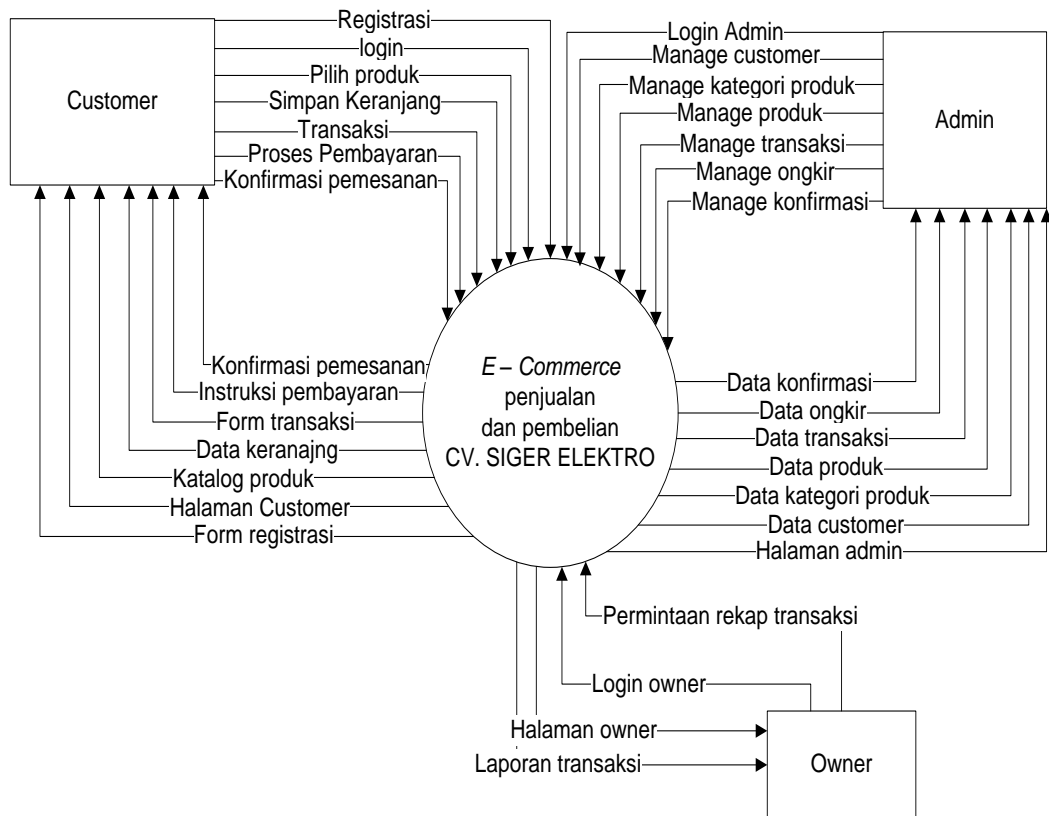 Registrasi
login
Pilih produk
Simpan Keranjang
Transaksi
Proses Pembayaran
Konfirmasi pemesanan
Customer
Login Admin
Manage customer
Manage kategori produk
Manage produk
Manage transaksi
Manage ongkir
Manage konfirmasi
Admin
Konfirmasi pemesanan
Instruksi pembayaran
Form transaksi
Data keranajng
Katalog produk
Halaman Customer
Form registrasi
E – Commerce
penjualan
dan pembelian
CV. SIGER ELEKTRO
Data konfirmasi
Data ongkir
Data transaksi
Data produk
Data kategori produk
Data customer
Halaman admin
Permintaan rekap transaksi
Login owner
Halaman owner
Laporan transaksi
Owner